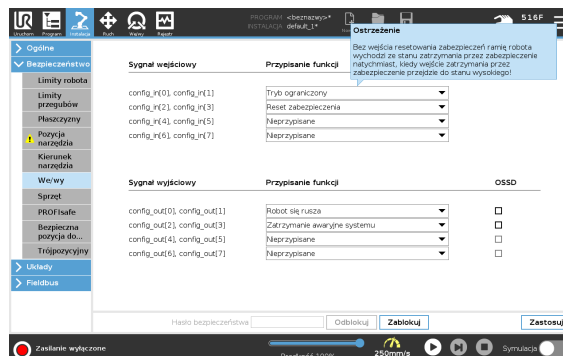 PROGRAM <beznazwy>*
INSTALACJA default_1*
516F
Uruchom Program Instalacja Ruch We/wy Rejestr
Ostrzeżenie
Bez wejścia resetowania zabezpieczeń ramię robota
wychodzi ze stanu zatrzymania przez zabezpieczenie
natychmiast, kiedy wejście zatrzymania przez
zabezpieczenie przejdzie do stanu wysokiego!
Ogólne
Bezpieczeństwo
Limity robota
Limity
przegubów
Płaszczyzny
Pozycja
narzędzia
Kierunek
narzędzia
We/wy
Sprzęt
PROFIsafe
Bezpieczna
pozycja do...
Trójpozycyjny
Układy
Fieldbus
Sygnał wejściowy Przypisanie funkcji
config_in[0], config_in[1] Tryb ograniczony
config_in[2], config_in[3] Reset zabezpieczenia
config_in[4], config_in[5] Nieprzypisane
config_in[6], config_in[7] Nieprzypisane
Sygnał wyjściowy Przypisanie funkcji OSSD
config_out[0], config_out[1] Robot się rusza
config_out[2], config_out[3] Zatrzymanie awaryjne systemu
config_out[4], config_out[5] Nieprzypisane
config_out[6], config_out[7] Nieprzypisane
Hasło bezpieczeństwa Odblokuj Zablokuj Zastosuj
Zasilanie wyłączone
Prędkość 100%
250mm/s
Symulacja